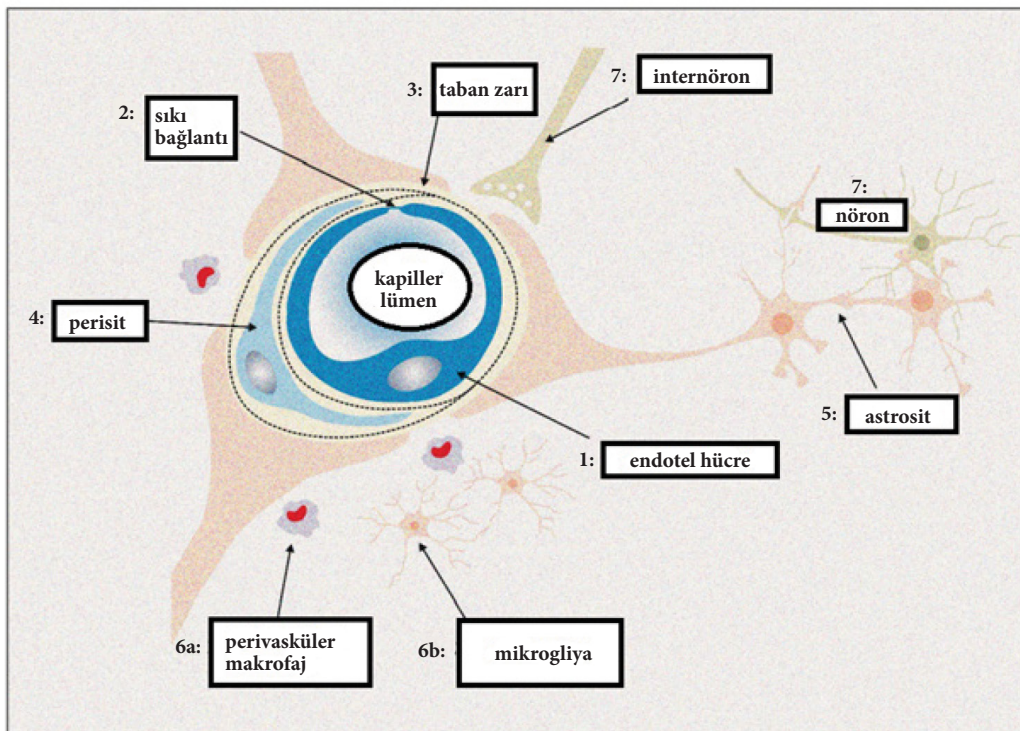 7: internöron
3: taban zarı
2: sıkı
bağlantı
7:
nöron
kapiller
lümen
4: perisit
5: astrosit
1: endotel hücre
6a: perivasküler
makrofaj
6b: mikrogliya